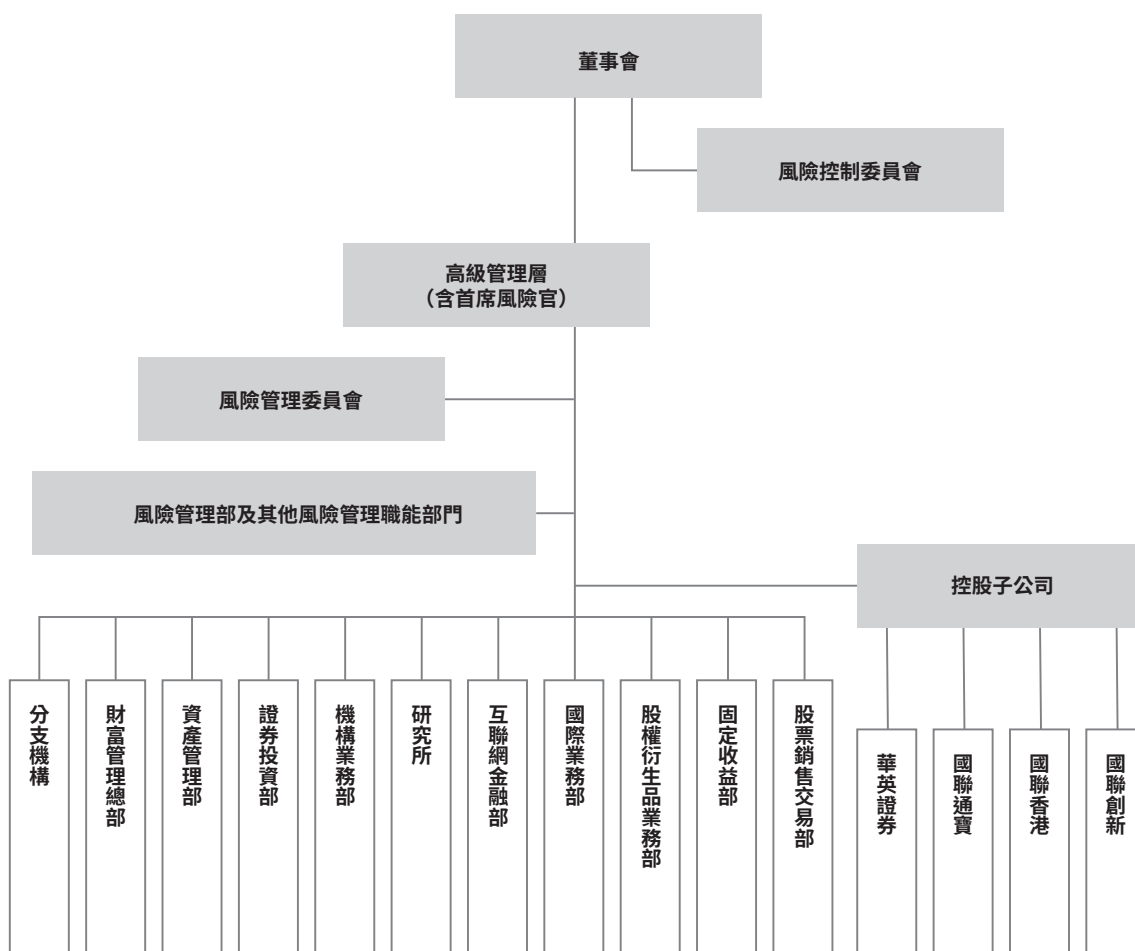 董事會
風險控制委員會
高級管理層
（含首席風險官）
風險管理委員會
風險管理部及其他風險管理職能部門
控股子公司
分支機構
財富管理總部
資產管理部
證券投資部
機構業務部
研究所
互聯網金融部
國際業務部
股權衍生品業務部
固定收益部
股票銷售交易部
華英證券
國聯通寶
國聯香港
國聯創新